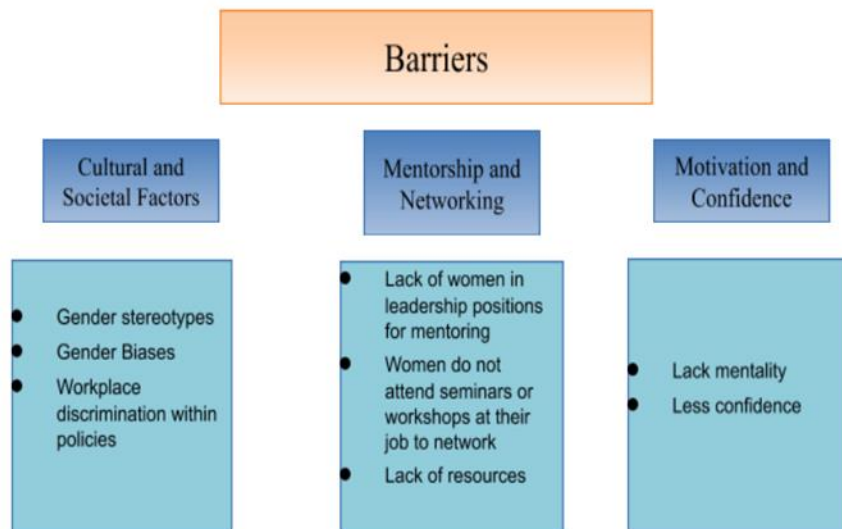 Barriers
Cultural and
Societal Factors
Gender stereotypes
Gender Biases
Workplace
discrimination within
policies
Mentorship and
Networking
Lack of women in
leadership positions
for mentoring
Women do not
attend seminars or
workshops at their
job to network
Lack of resources
Motivation and
Confidence
Lack mentality
Less confidence